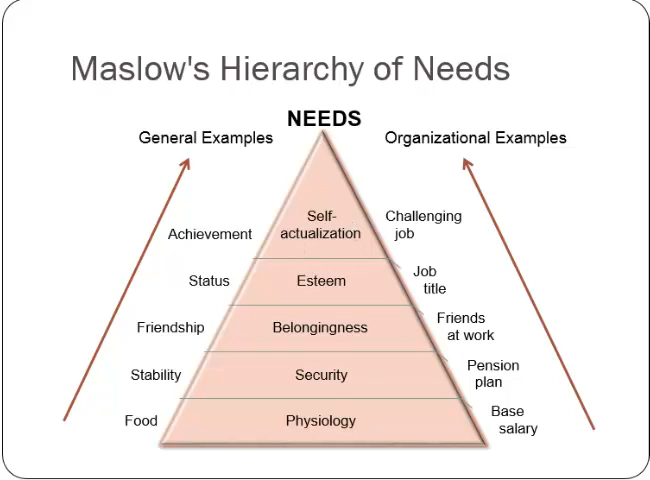 Maslow's Hierarchy of Needs
NEEDS
General Examples
Organizational Examples
Self-
actualization
Achievement
Challenging
job
Status
Esteem
Job
title
Friendship
Belongingness
Friends
at work
Stability
Security
Pension
plan
Food
Physiology
Base
salary